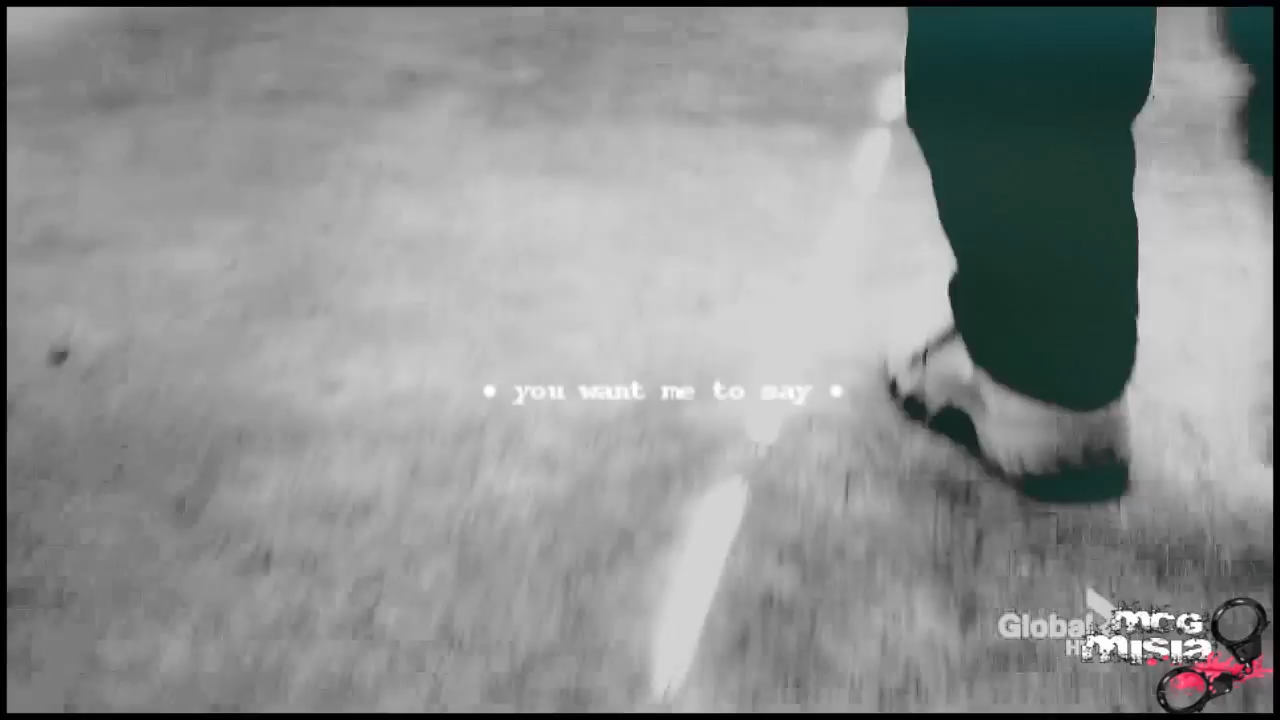 • you want me to say •
Global
H
mcg
misia